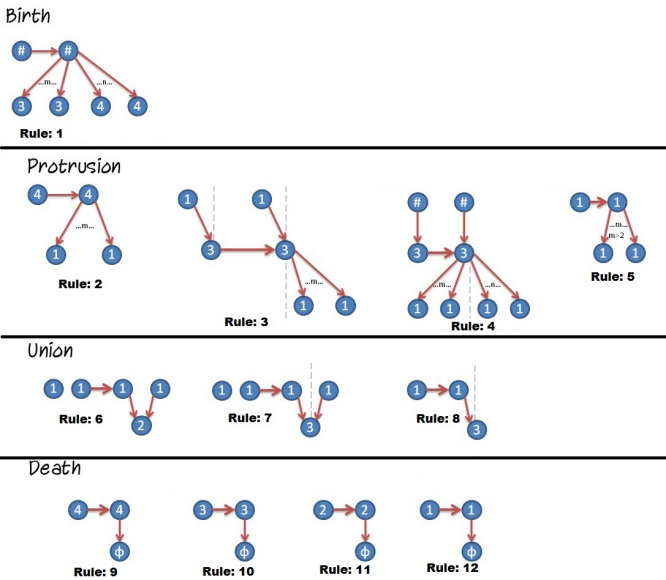 Birth
# #
...m... ...n...
3 3 4 4
Rule: 1
Protrusion
4 4
...m...
1 1
Rule: 2
1 1
3 3
...m...
1 1
Rule: 3
# #
3 3
...m... ...n...
1 1 1 1
Rule: 4
1 1
...m...
m>2
1 1
Rule: 5
Union
1 1 1 1
2
Rule: 6
1 1 1 1
3
Rule: 7
1 1
3
Rule: 8
Death
4 4
ϕ
Rule: 9
3 3
ϕ
Rule: 10
2 2
ϕ
Rule: 11
1 1
ϕ
Rule: 12